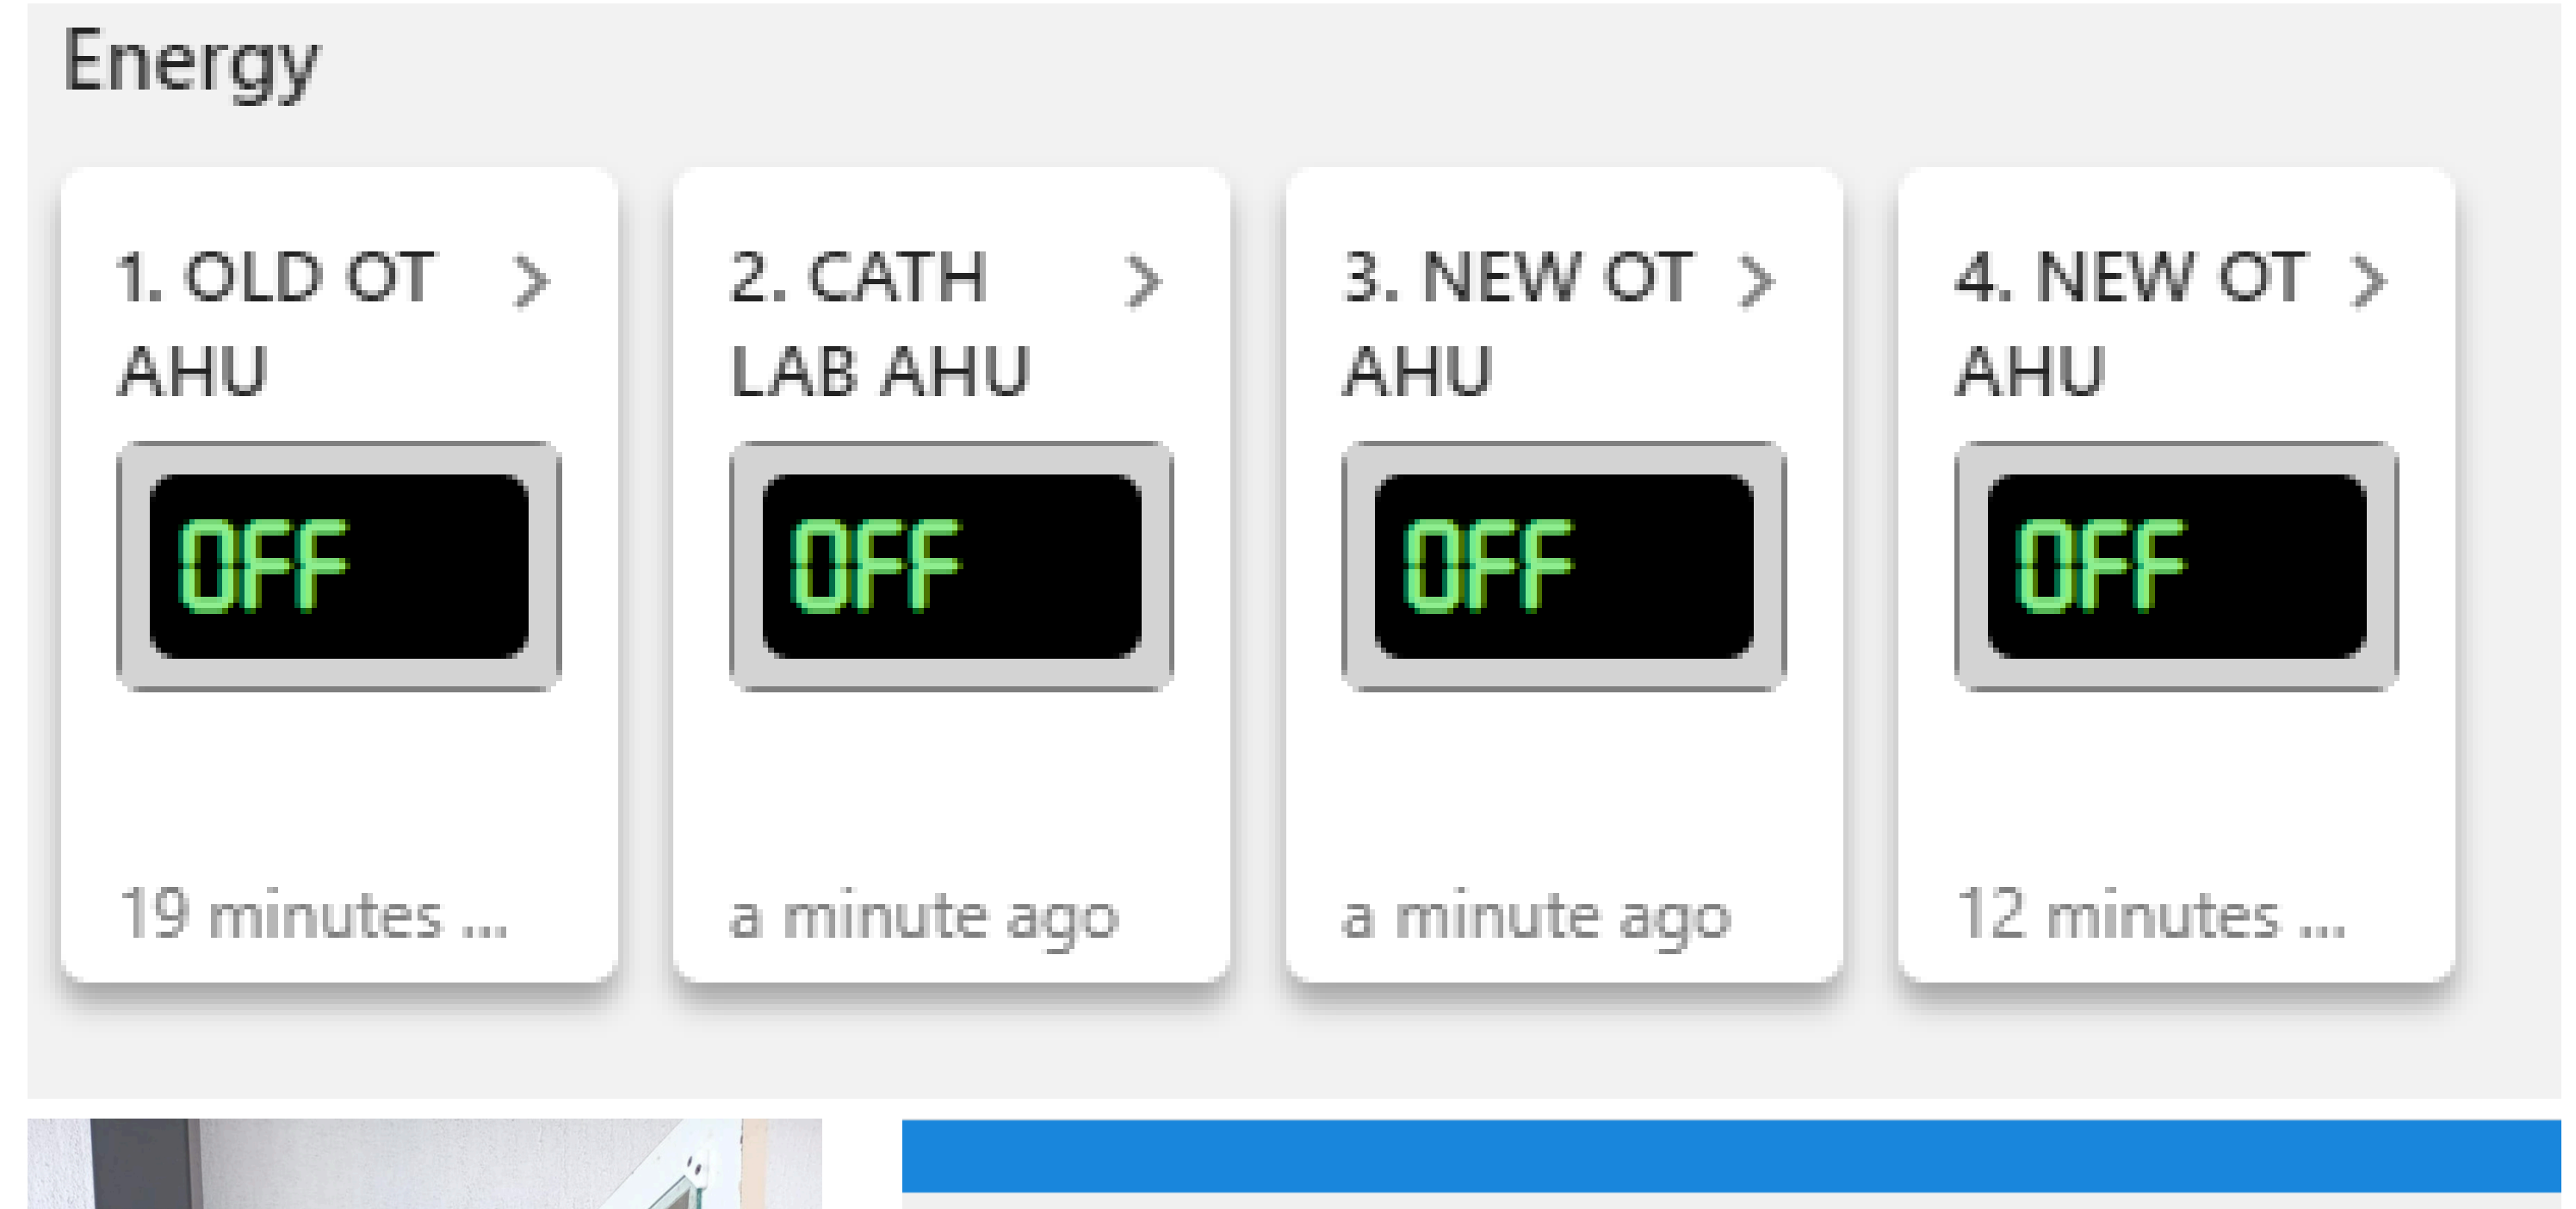 Energy
1. OLD OT
AHU
OFF
19 minutes ...
2. CATH
LAB AHU
OFF
a minute ago
3. NEW OT
AHU
OFF
a minute ago
4. NEW OT
AHU
OFF
12 minutes ...